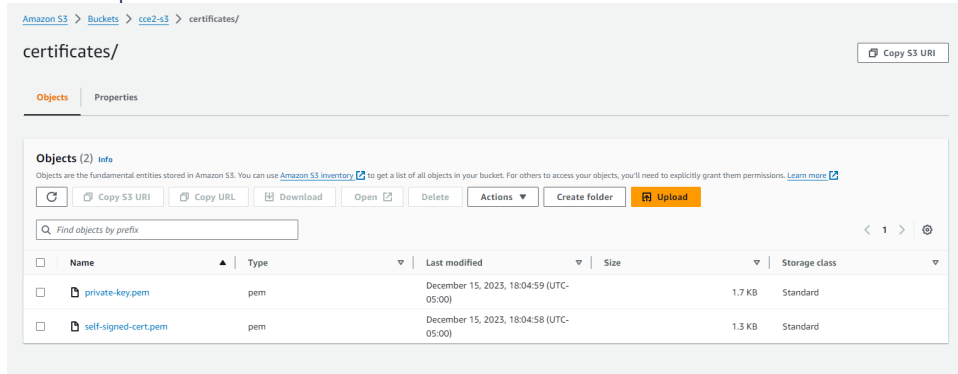 Amazon S3 > Buckets > cce2-s3 > certificates/
certificates/
Copy S3 URI
Objects Properties
Objects (2) Info
Objects are the fundamental entities stored in Amazon S3. You can use Amazon S3 inventory to get a list of all objects in your bucket. For others to access your objects, you'll need to explicitly grant them permissions. Learn more
Copy S3 URI Copy URL Download Open Delete Actions Create folder Upload
Find objects by prefix
< 1 >
Name Type Last modified Size Storage class
private-key.pem pem December 15, 2023, 18:04:59 (UTC-05:00) 1.7 KB Standard
self-signed-cert.pem pem December 15, 2023, 18:04:58 (UTC-05:00) 1.3 KB Standard